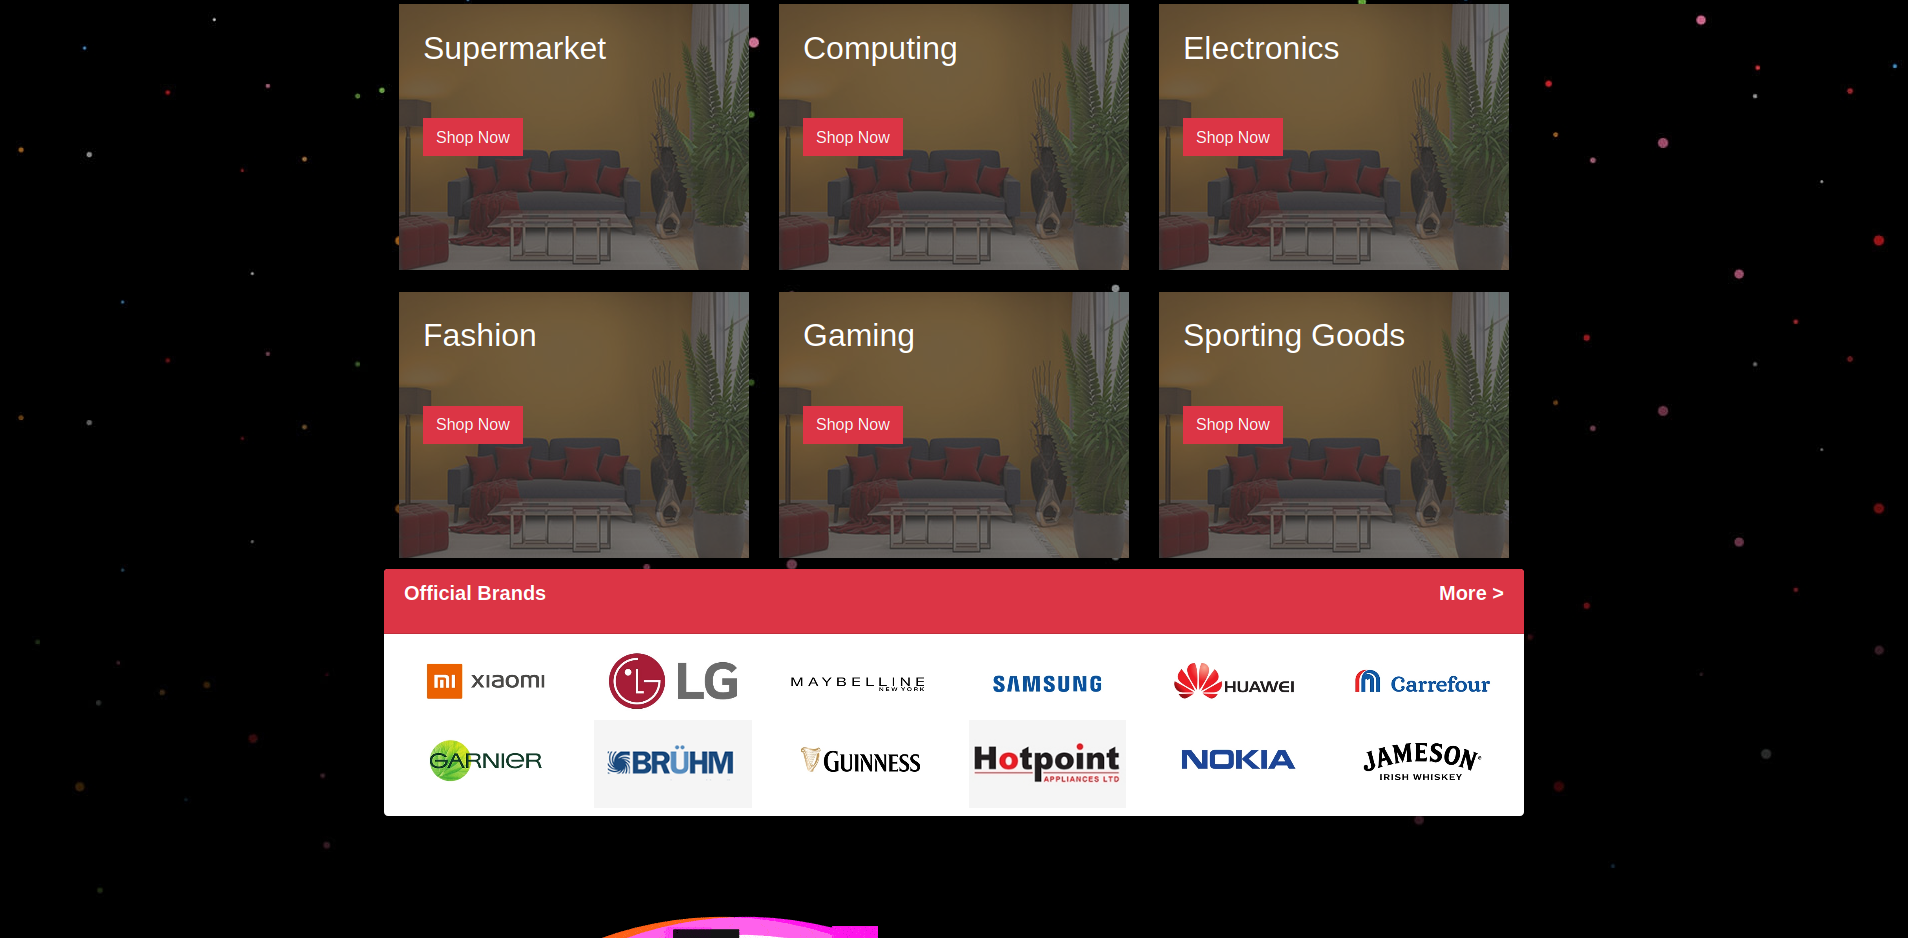 Supermarket
Computing
Electronics
Shop Now
Shop Now
Shop Now
Fashion
Gaming
Sporting Goods
Shop Now
Shop Now
Shop Now
Official Brands
More >
mi xiaomi
LG LG
MAYBELLINE
NEW YORK
SAMSUNG
HUAWEI
Carrefour
GARNIER
BRÜHM
GUINNESS
Hotpoint
APPLIANCES LTD
NOKIA
JAMESON
IRISH WHISKEY